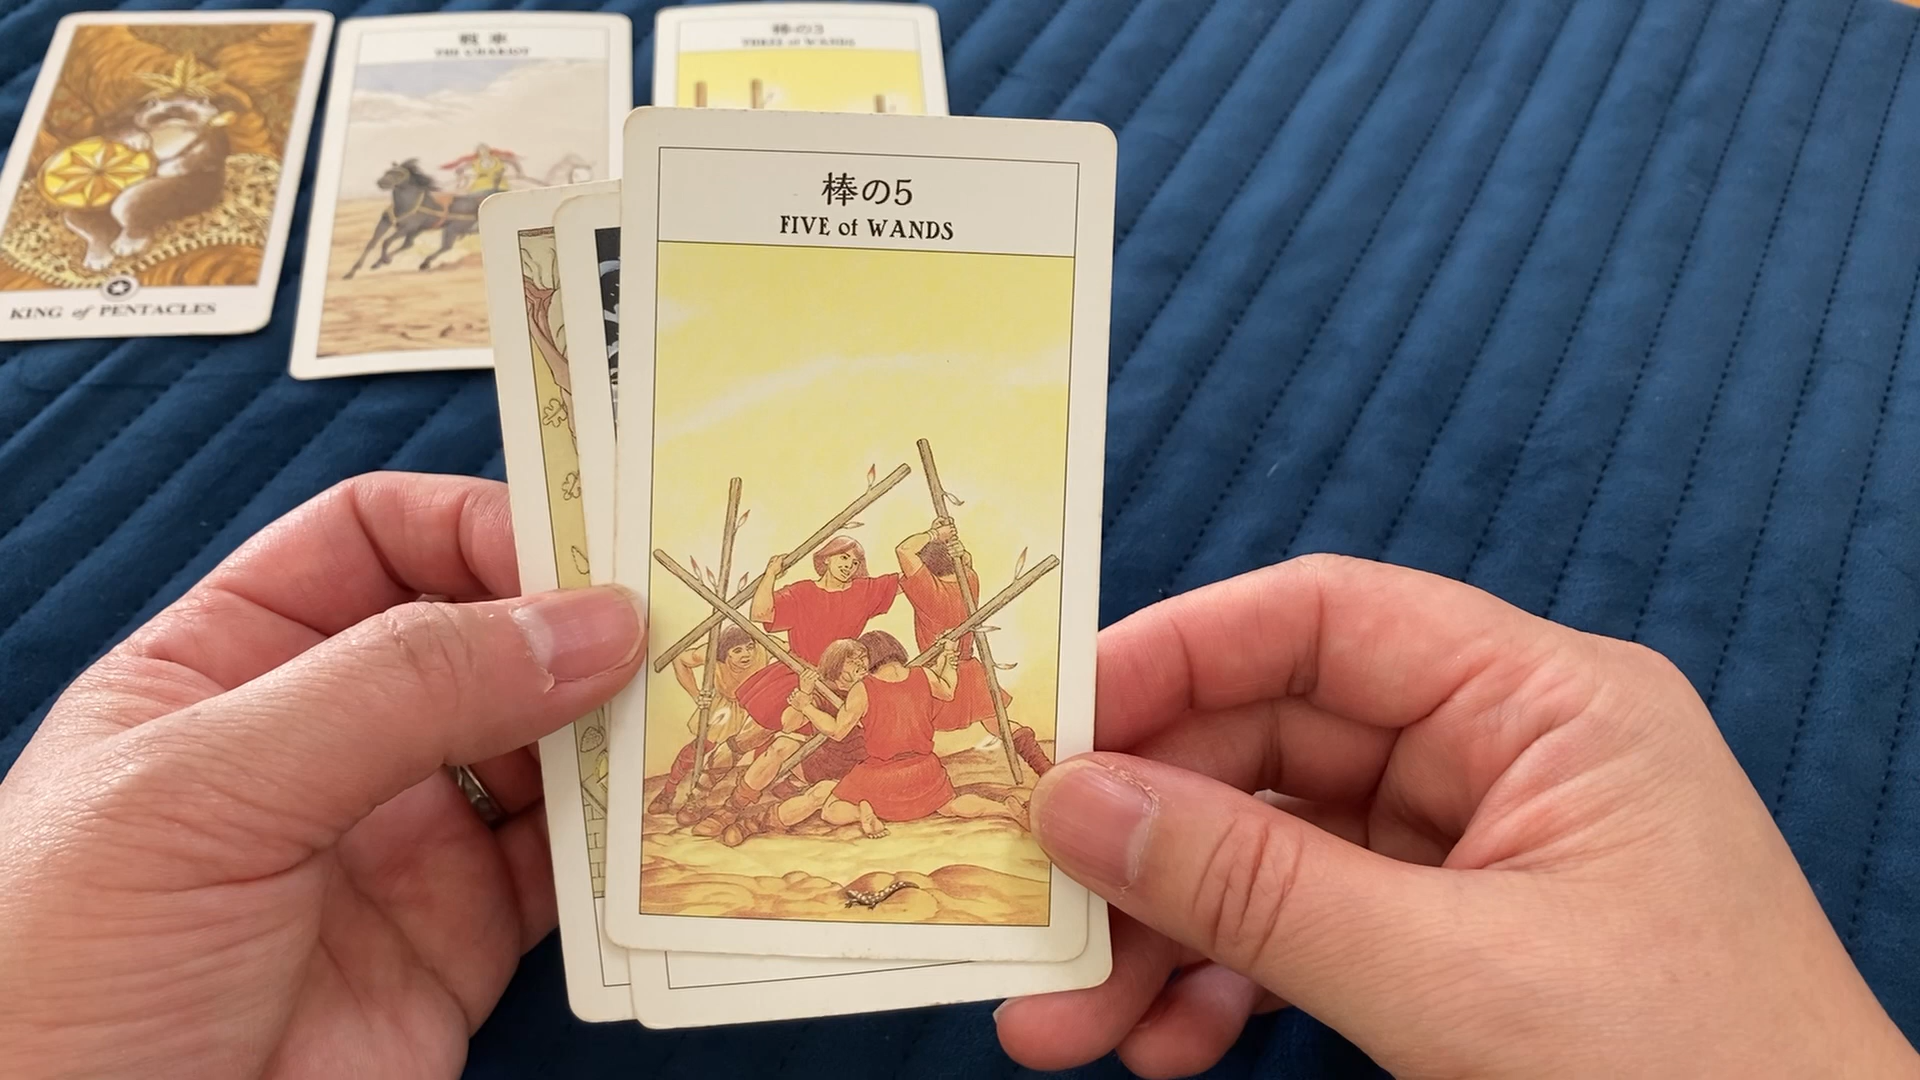 KING of PENTACLES
戦車
THE CHARIOT
棒の3
THREE of WANDS
棒の5
FIVE of WANDS